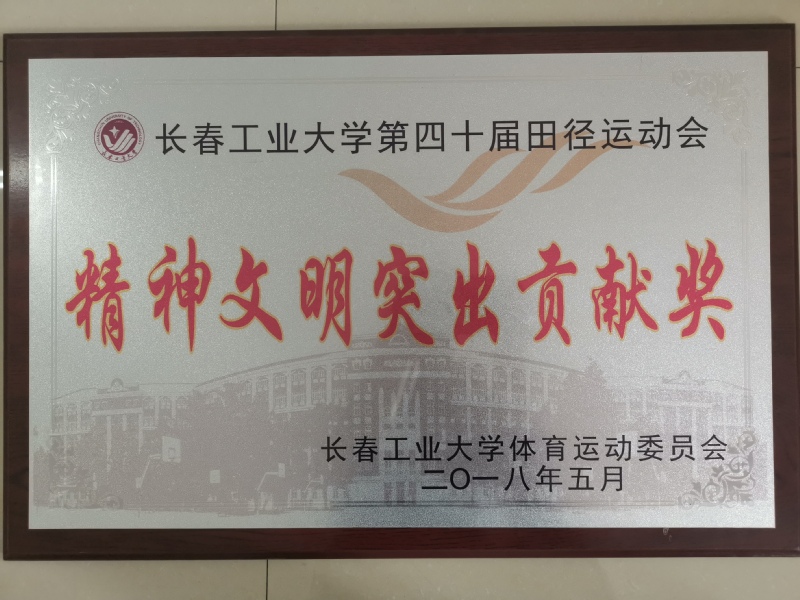 长春工业大学第四十届田径运动会
精神文明突出贡献奖
长春工业大学体育运动委员会
二〇一八年五月